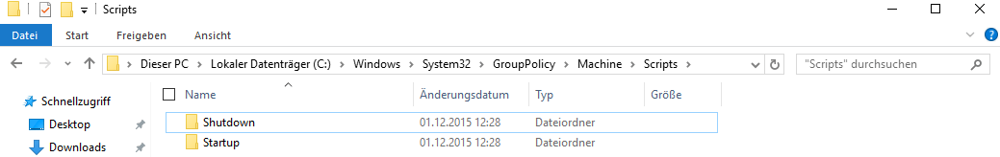 Scripts
Datei Start Freigeben Ansicht
Dieser PC > Lokaler Datenträger (C:) > Windows > System32 > GroupPolicy > Machine > Scripts > "Scripts" durchsuchen
Schnellzugriff
Desktop
Downloads
Name Änderungsdatum Typ Größe
Shutdown 01.12.2015 12:28 Dateiordner
Startup 01.12.2015 12:28 Dateiordner